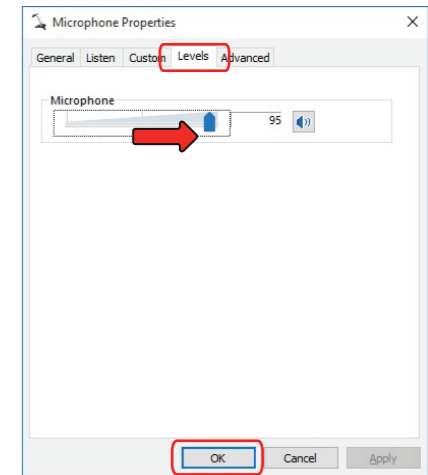 Microphone Properties
General Listen Custom Levels Advanced
Microphone
95
OK Cancel Apply